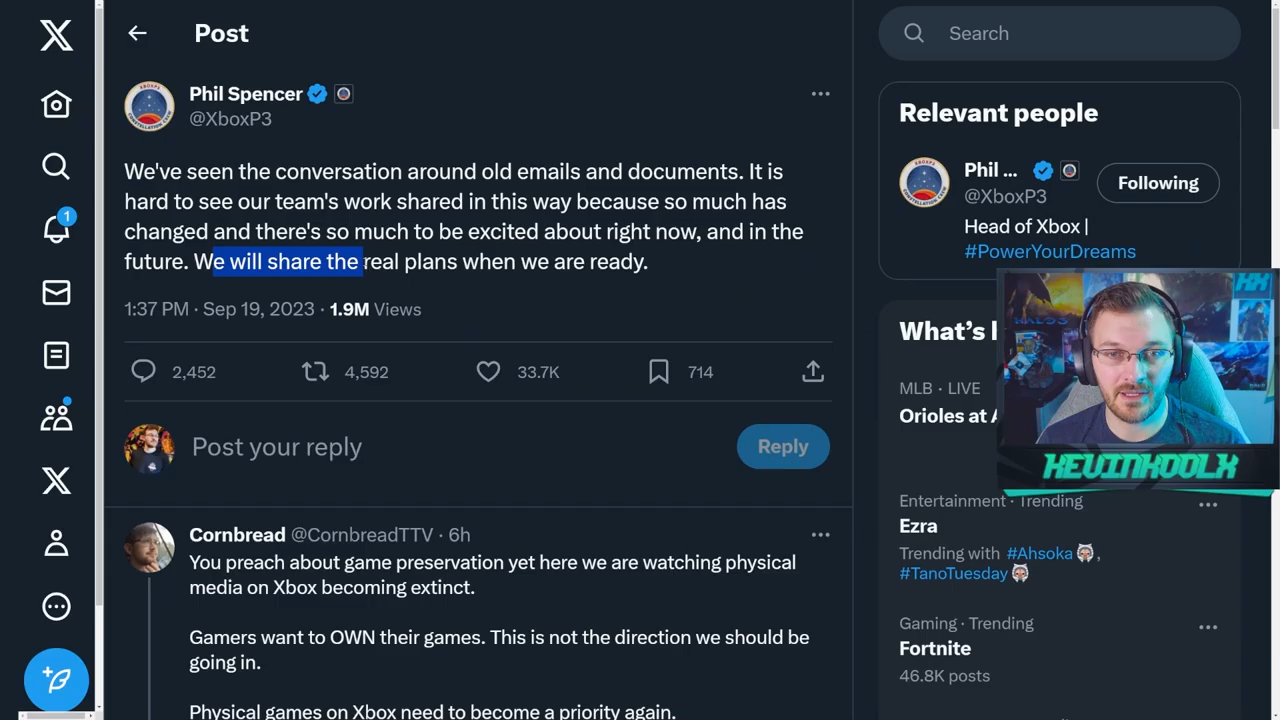 Post
Search
Phil Spencer
@XboxP3
We've seen the conversation around old emails and documents. It is
hard to see our team's work shared in this way because so much has
changed and there's so much to be excited about right now, and in the
future. We will share the real plans when we are ready.
1:37 PM · Sep 19, 2023 · 1.9M Views
2,452
4,592
33.7K
714
Post your reply
Reply
Cornbread @CornbreadTTV · 6h
You preach about game preservation yet here we are watching physical
media on Xbox becoming extinct.
Gamers want to OWN their games. This is not the direction we should be
going in.
Physical games on Xbox need to become a priority again.
1
Relevant people
Phil ...
@XboxP3
Following
Head of Xbox |
#PowerYourDreams
What's h
MLB · LIVE
Orioles at A
KEVINKOOLX
Entertainment · Trending
Ezra
Trending with #Ahsoka,
#TanoTuesday
Gaming · Trending
Fortnite
46.8K posts